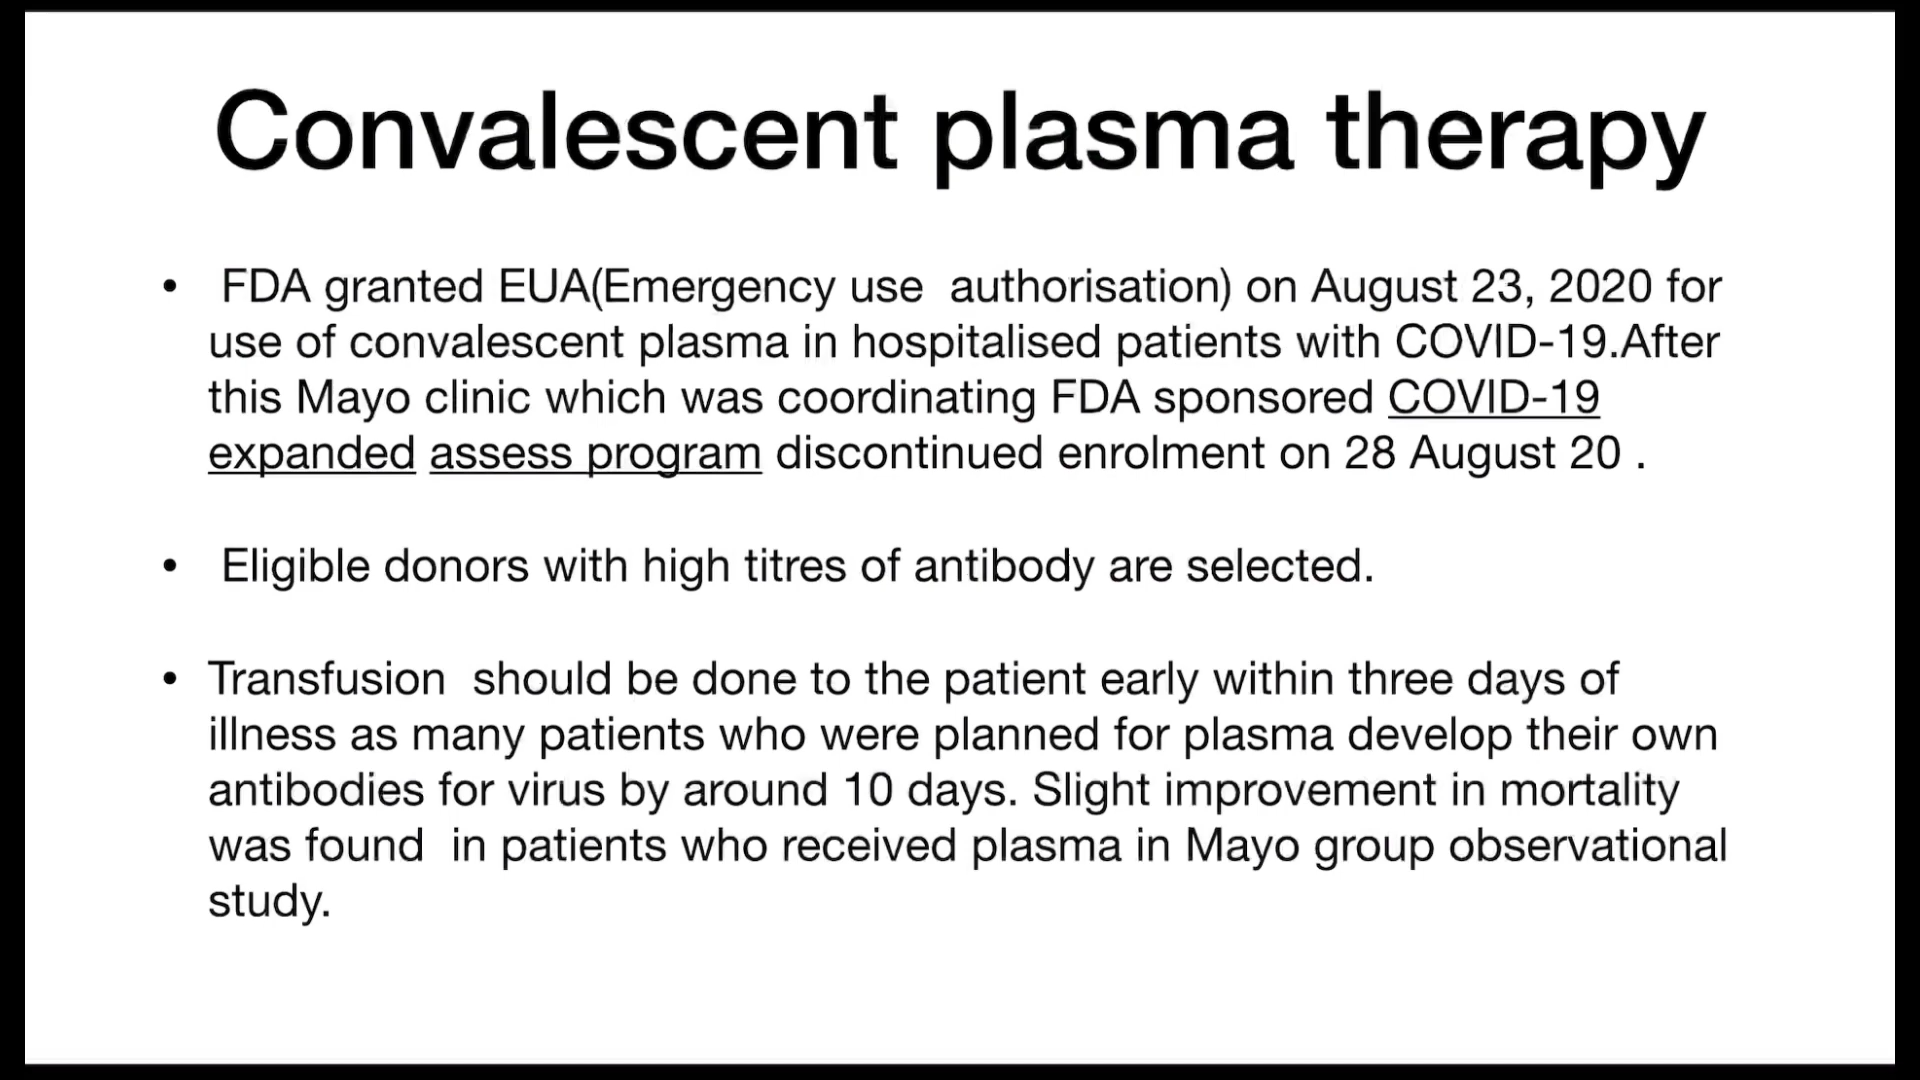 Convalescent plasma therapy
• FDA granted EUA(Emergency use authorisation) on August 23, 2020 for
use of convalescent plasma in hospitalised patients with COVID-19.After
this Mayo clinic which was coordinating FDA sponsored COVID-19
expanded assess program discontinued enrolment on 28 August 20 .
• Eligible donors with high titres of antibody are selected.
• Transfusion should be done to the patient early within three days of
illness as many patients who were planned for plasma develop their own
antibodies for virus by around 10 days. Slight improvement in mortality
was found in patients who received plasma in Mayo group observational
study.